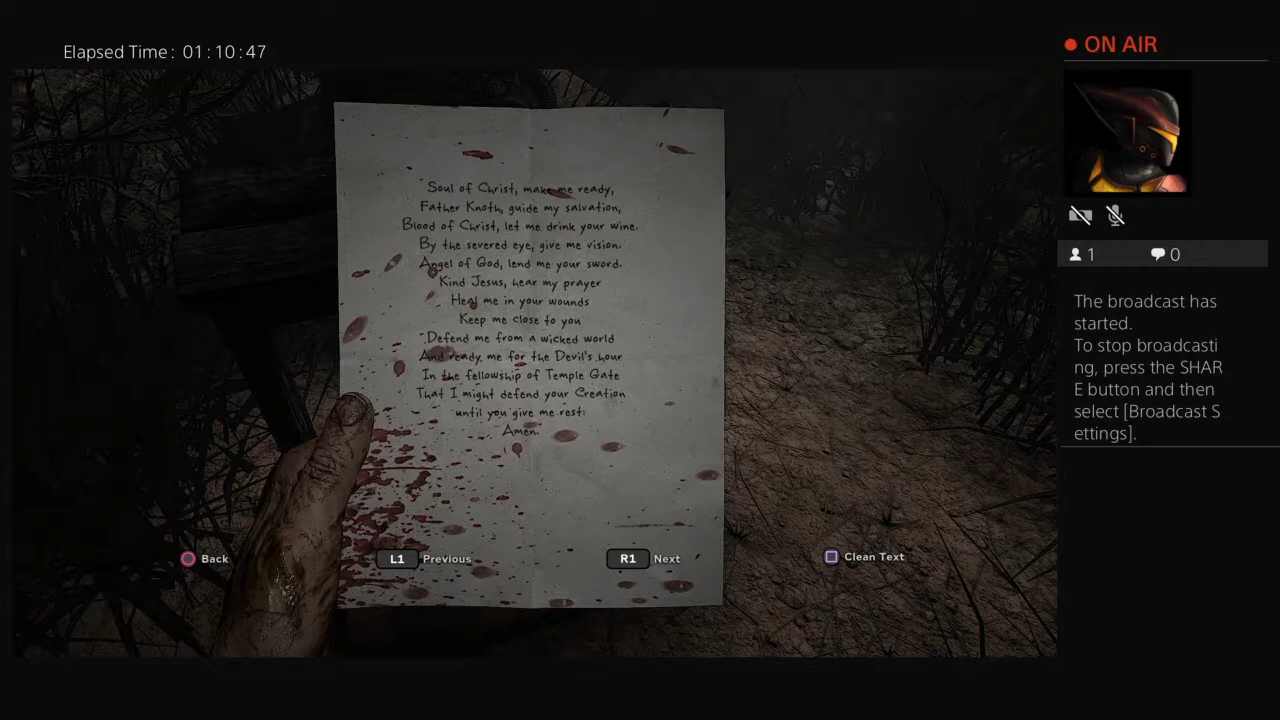 Elapsed Time: 01:10:47
ON AIR
Soul of Christ, make me ready,
Father Knoth, guide my salvation,
Blood of Christ, let me drink your wine.
By the severed eye, give me vision.
Angel of God, lend me your sword.
Kind Jesus, hear my prayer
Heal me in your wounds
Keep me close to you
Defend me from a wicked world
And ready me for the Devil's hour
In the fellowship of Temple Gate
That I might defend your Creation
until you give me rest.
Amen.
Back
L1 Previous
R1 Next
Clean Text
1
0
The broadcast has
started.
To stop broadcasti
ng, press the SHAR
E button and then
select [Broadcast S
ettings].